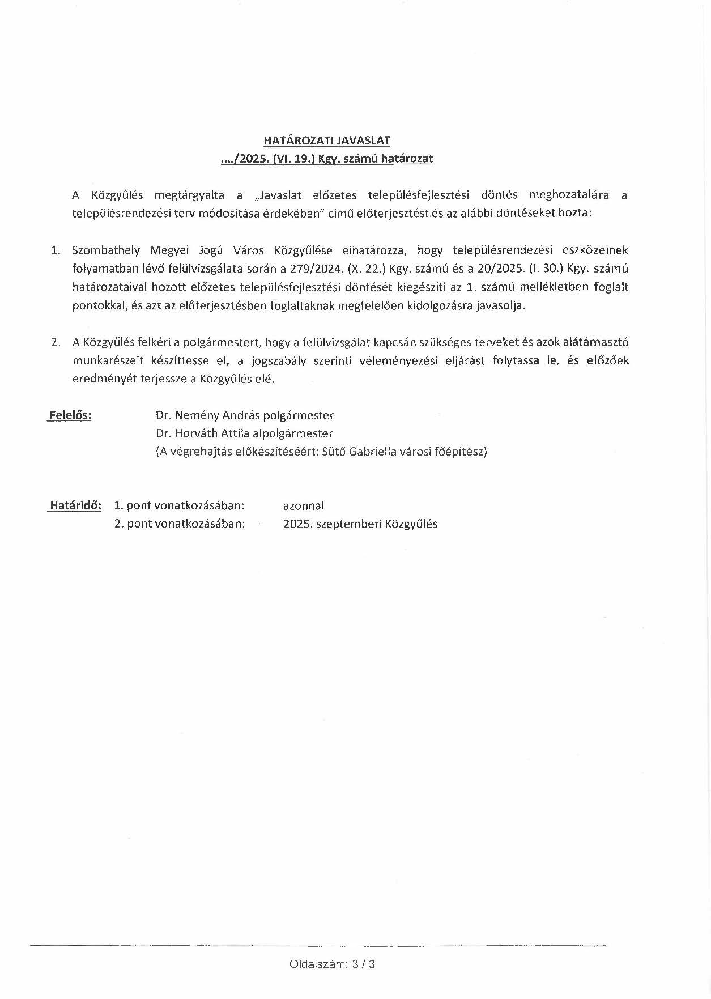 HATÁROZATI JAVASLAT
..../2025. (VI. 19.) Kgy. számú határozat
A Közgyűlés megtárgyalta a „Javaslat előzetes településfejlesztési döntés meghozatalára a
településrendezési terv módosítása érdekében" című előterjesztést és az alábbi döntéseket hozta:
1. Szombathely Megyei Jogú Város Közgyűlése elhatározza, hogy településrendezési eszközeinek
folyamatban lévő felülvizsgálata során a 279/2024. (X. 22.) Kgy. számú és a 20/2025. (I. 30.) Kgy. számú
határozataival hozott előzetes településfejlesztési döntését kiegészíti az 1. számú mellékletben foglalt
pontokkal, és azt az előterjesztésben foglaltaknak megfelelően kidolgozásra javasolja.
2. A Közgyűlés felkéri a polgármestert, hogy a felülvizsgálat kapcsán szükséges terveket és azok alátámasztó
munkarészeit készíttesse el, a jogszabály szerinti véleményezési eljárást folytassa le, és előzőek
eredményét terjessze a Közgyűlés elé.
Felelős: Dr. Nemény András polgármester
Dr. Horváth Attila alpolgármester
(A végrehajtás előkészítéséért: Sütő Gabriella városi főépítész)
Határidő: 1. pont vonatkozásában: azonnal
2. pont vonatkozásában: 2025. szeptemberi Közgyűlés
Oldalszám: 3 / 3